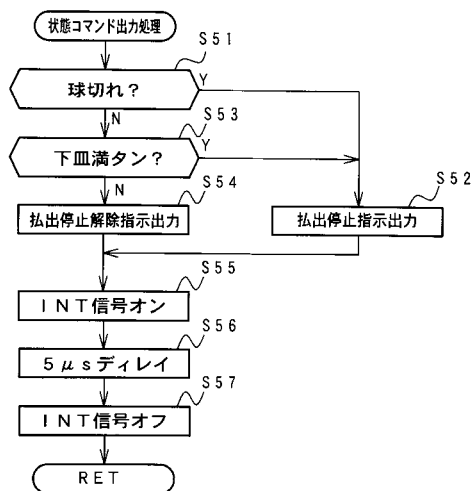 状態コマンド出力処理
S51
球切れ？
Y
N
S53
下皿満タン？
Y
N
S54
払出停止解除指示出力
S52
払出停止指示出力
S55
ＩＮＴ信号オン
S56
５μｓディレイ
S57
ＩＮＴ信号オフ
ＲＥＴ